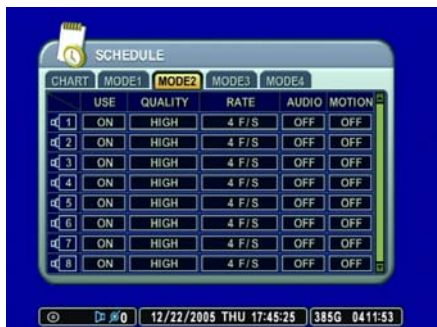 SCHEDULE
CHART MODE1 MODE2 MODE3 MODE4
USE QUALITY RATE AUDIO MOTION
1 ON HIGH 4 F/S OFF OFF
2 ON HIGH 4 F/S OFF OFF
3 ON HIGH 4 F/S OFF OFF
4 ON HIGH 4 F/S OFF OFF
5 ON HIGH 4 F/S OFF OFF
6 ON HIGH 4 F/S OFF OFF
7 ON HIGH 4 F/S OFF OFF
8 ON HIGH 4 F/S OFF OFF
0 12/22/2005 THU 17:45:25 385G 0411:53